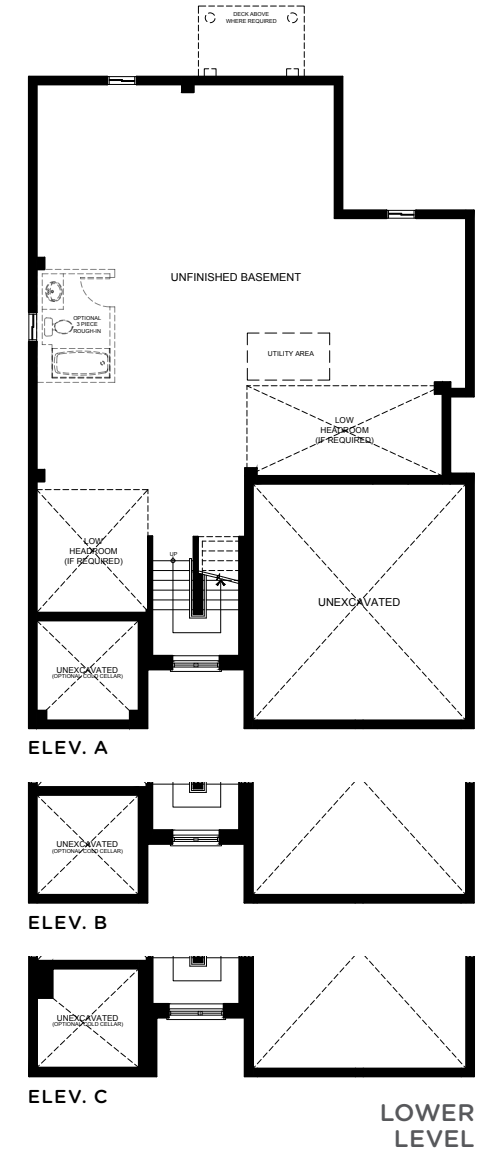 DECK ABOVE
WHERE REQUIRED
UNFINISHED BASEMENT
OPTIONAL
3 PIECE
ROUGH-IN
UTILITY AREA
LOW
HEADROOM
(IF REQUIRED)
LOW
HEADROOM
(IF REQUIRED)
UP
UNEXCAVATED
UNEXCAVATED
(OPTIONAL COLD CELLAR)
ELEV. A
UNEXCAVATED
(OPTIONAL COLD CELLAR)
ELEV. B
UNEXCAVATED
(OPTIONAL COLD CELLAR)
ELEV. C
LOWER
LEVEL